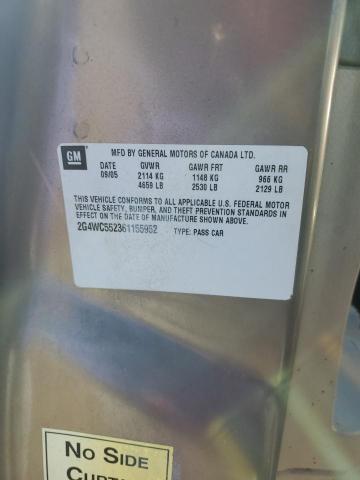 GM
MFD BY GENERAL MOTORS OF CANADA LTD.
DATE GVWR GAWR FRT GAWR RR
09/05 2114 KG 1148 KG 966 KG
4659 LB 2530 LB 2129 LB
THIS VEHICLE CONFORMS TO ALL APPLICABLE U.S. FEDERAL MOTOR
VEHICLE SAFETY, BUMPER, AND THEFT PREVENTION STANDARDS IN
EFFECT ON THE DATE OF MANUFACTURE SHOWN ABOVE.
2G4WC552361155952 TYPE: PASS CAR
NO SIDE